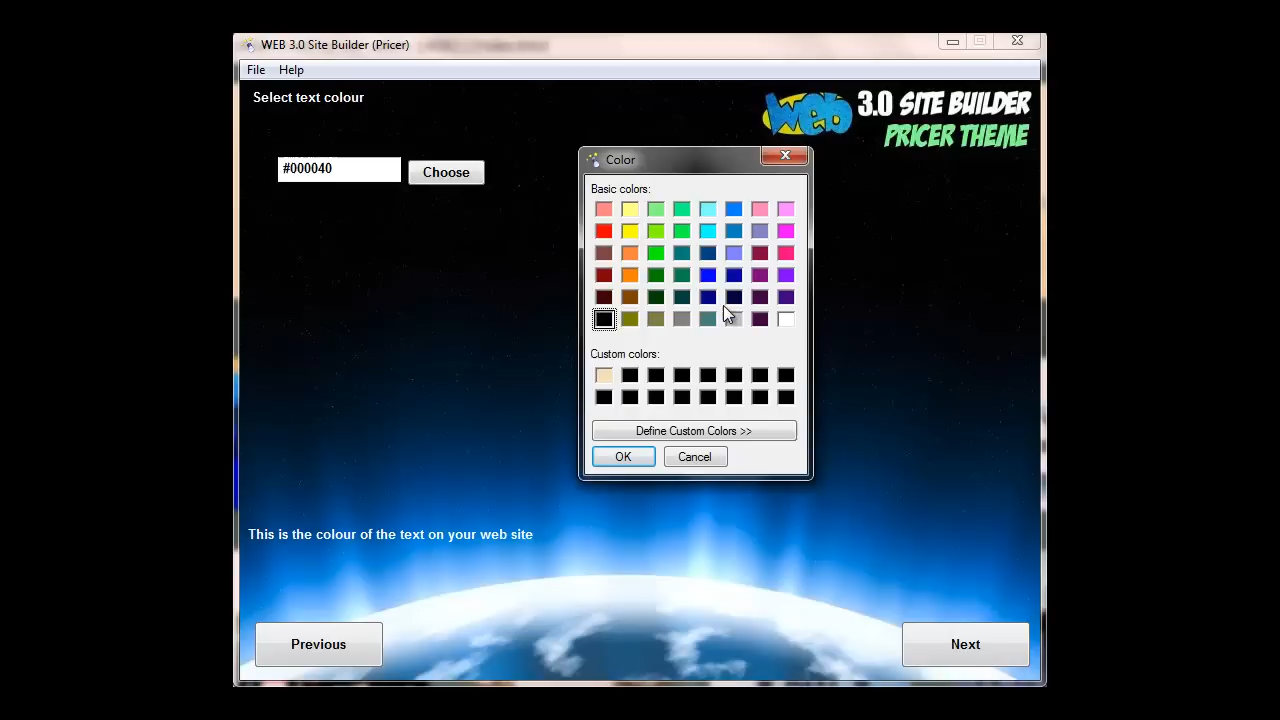 WEB 3.0 Site Builder (Pricer)
File Help
Select text colour
web 3.0 SITE BUILDER
PRICER THEME
#000040
Choose
Color
Basic colors:
Custom colors:
Define Custom Colors >>
OK Cancel
This is the colour of the text on your web site
Previous
Next